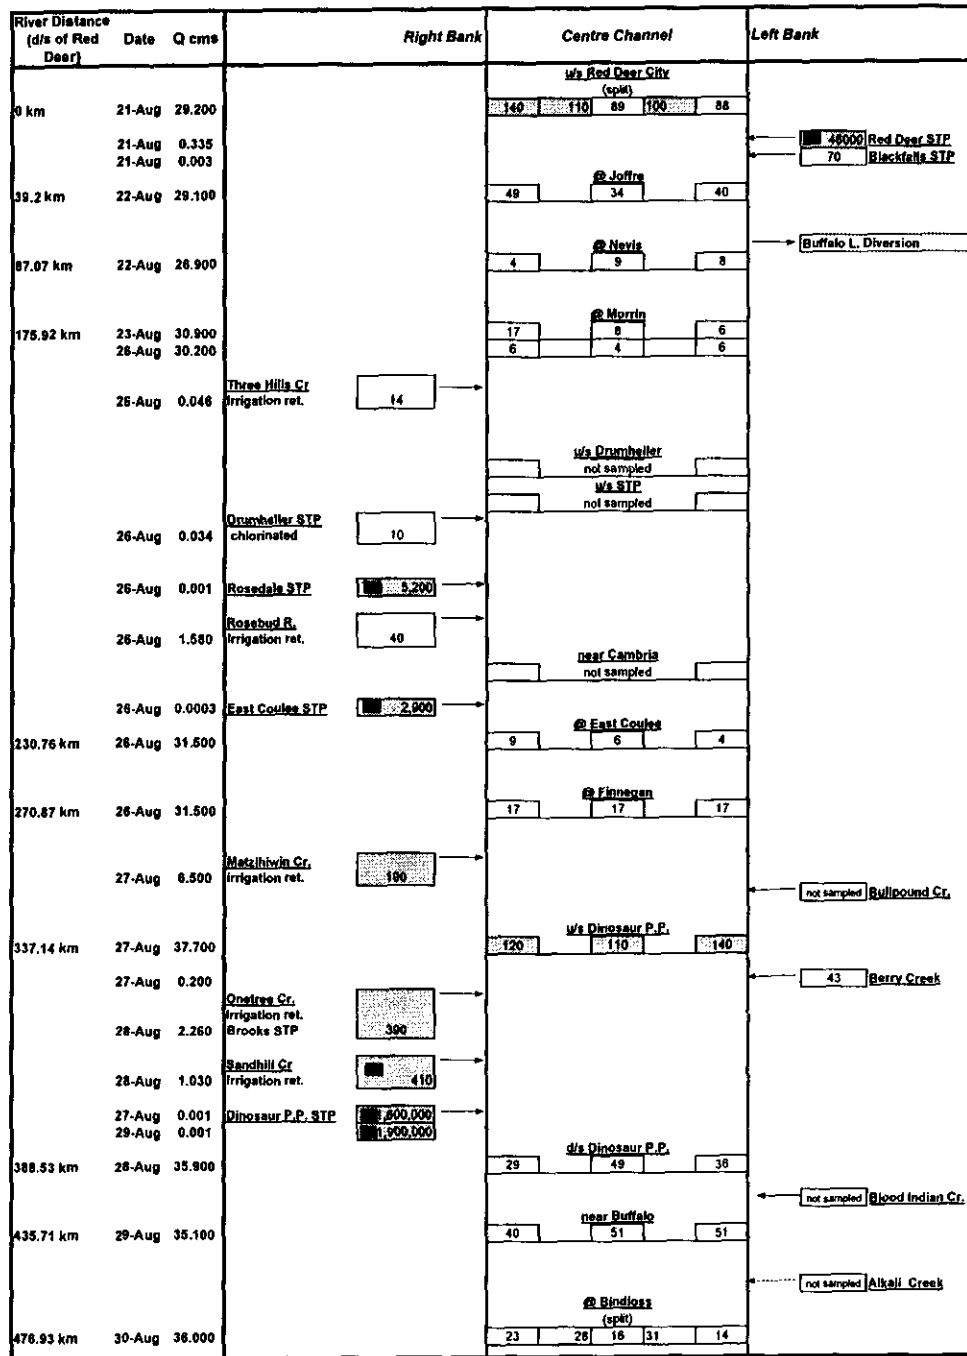 River Distance (d/s of Red Deer) Date Q cms Right Bank Centre Channel Left Bank
u/s Red Deer City
(split)
0 km 21-Aug 29.200 140 110 89 100 88
21-Aug 0.335 46000 Red Deer STP
21-Aug 0.003 70 Blackfalls STP
@ Joffre
39.2 km 22-Aug 29.100 49 34 40
@ Nevis
Buffalo L. Diversion
87.07 km 22-Aug 26.900 4 9 8
@ Morrin
175.92 km 23-Aug 30.900 17 8 6
26-Aug 30.200 6 4 6
Three Hills Cr
26-Aug 0.046 Irrigation ret. 14
u/s Drumheller
not sampled
u/s STP
not sampled
Drumheller STP
26-Aug 0.034 chlorinated 10
26-Aug 0.001 Rosedale STP 5,200
Rosebud R.
26-Aug 1.580 Irrigation ret. 40
near Cambria
not sampled
26-Aug 0.0003 East Coulee STP 2,900
@ East Coulee
230.76 km 26-Aug 31.500 9 6 4
@ Finnegan
270.87 km 26-Aug 31.500 17 17 17
Matzihiwin Cr.
27-Aug 6.500 Irrigation ret. 190
not sampled Bullpound Cr.
u/s Dinosaur P.P.
337.14 km 27-Aug 37.700 120 110 140
27-Aug 0.200 43 Berry Creek
Onetree Cr.
Irrigation ret.
28-Aug 2.260 Brooks STP 390
Sandhill Cr
28-Aug 1.030 Irrigation ret. 410
27-Aug 0.001 Dinosaur P.P. STP ,800,000
29-Aug 0.001 1,900,000
d/s Dinosaur P.P.
388.53 km 28-Aug 35.900 29 49 36
not sampled Blood Indian Cr.
near Buffalo
435.71 km 29-Aug 35.100 40 51 51
not sampled Alkali Creek
@ Bindloss
(split)
476.93 km 30-Aug 36.000 23 28 16 31 14